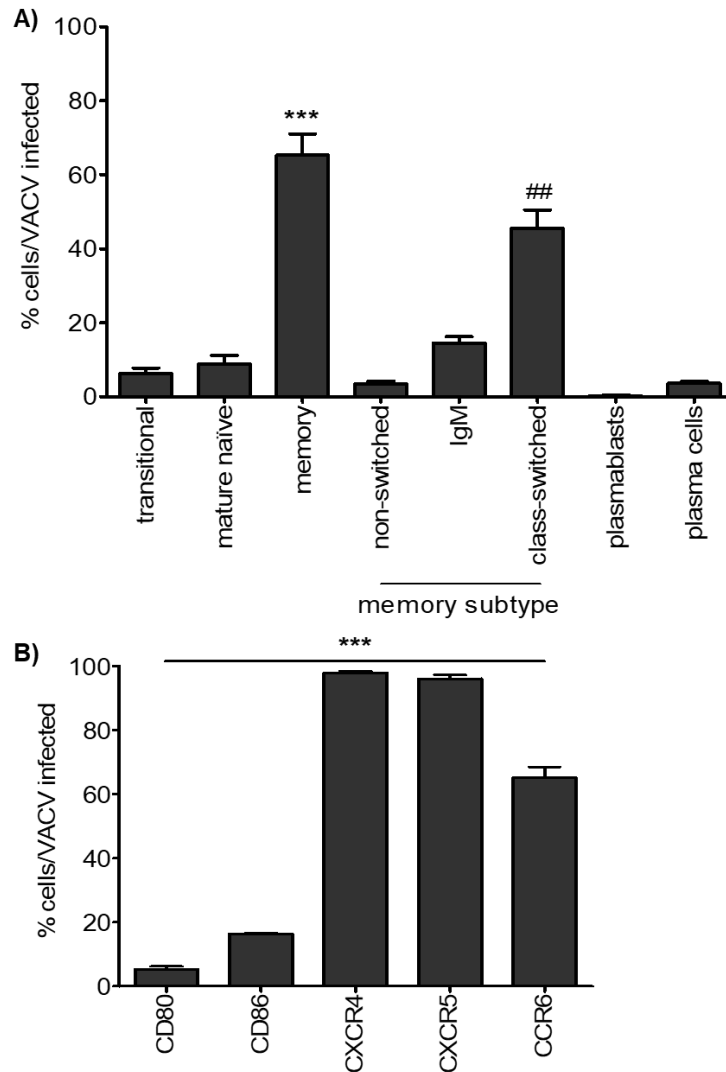 A)
% cells/VACV infected
100
80
60
40
20
0
***
##
transitional
mature naïve
memory
non-switched
IgM
class-switched
plasmablasts
plasma cells
memory subtype
B)
% cells/VACV infected
100
80
60
40
20
0
***
CD80
CD86
CXCR4
CXCR5
CCR6